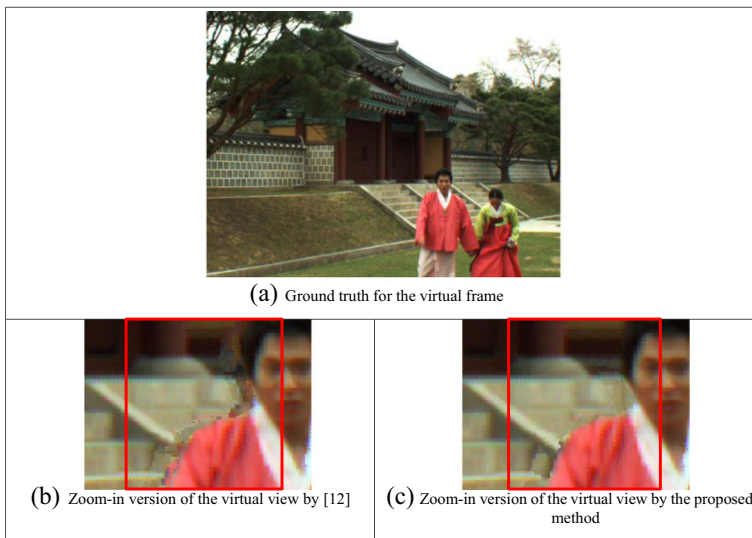 (a) Ground truth for the virtual frame
(b) Zoom-in version of the virtual view by [12]
(c) Zoom-in version of the virtual view by the proposed
method